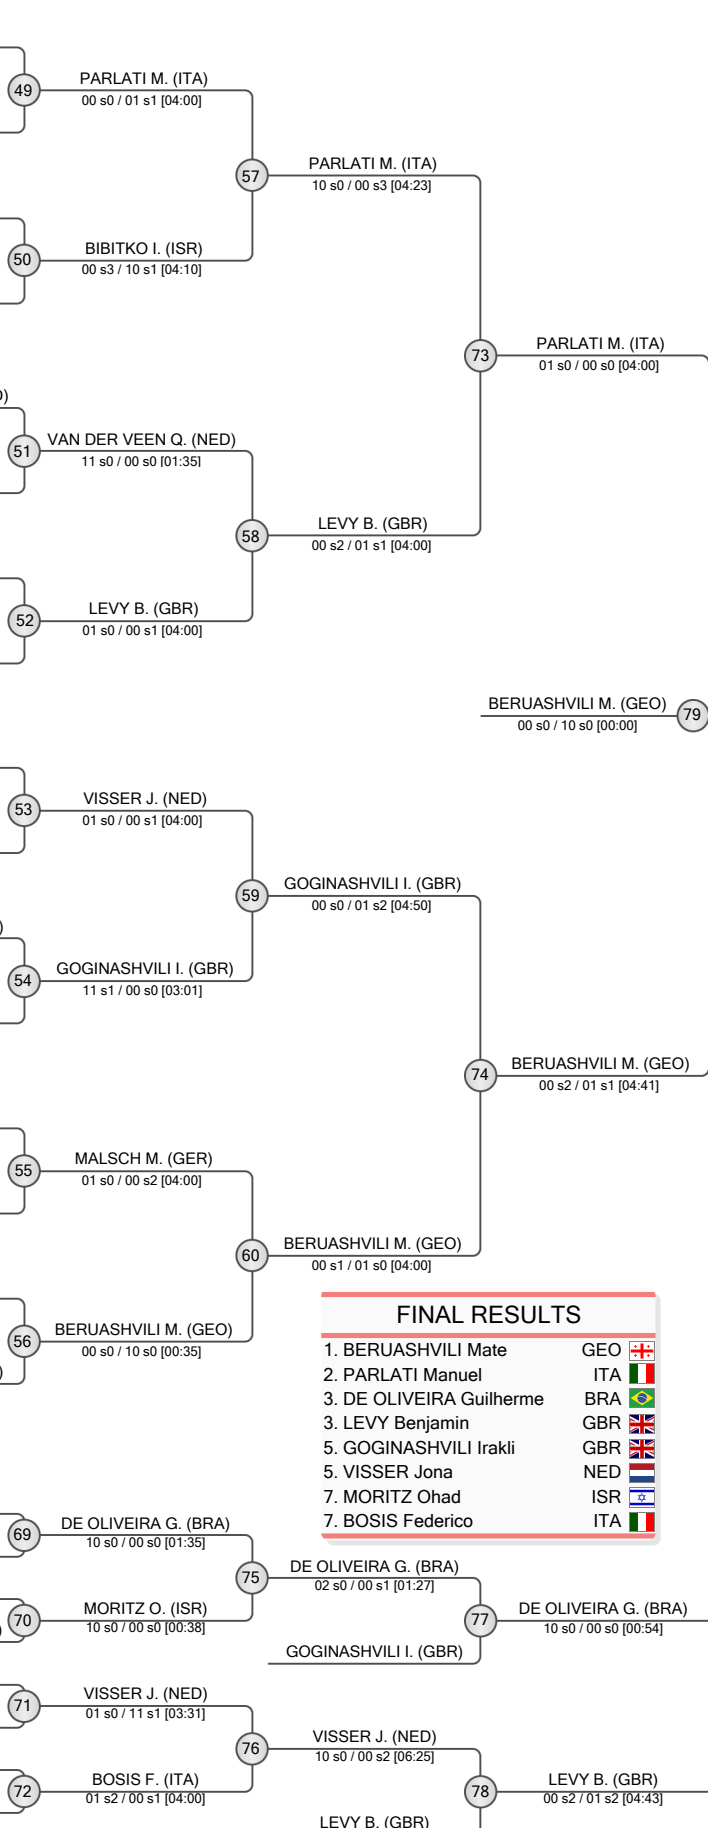 49
PARLATI M. (ITA)
00 s0 / 01 s1 [04:00]
57
PARLATI M. (ITA)
10 s0 / 00 s3 [04:23]
50
BIBITKO I. (ISR)
00 s3 / 10 s1 [04:10]
73
PARLATI M. (ITA)
01 s0 / 00 s0 [04:00]
)
51
VAN DER VEEN Q. (NED)
11 s0 / 00 s0 [01:35]
58
LEVY B. (GBR)
00 s2 / 01 s1 [04:00]
52
LEVY B. (GBR)
01 s0 / 00 s1 [04:00]
BERUASHVILI M. (GEO)
00 s0 / 10 s0 [00:00]
79
53
VISSER J. (NED)
01 s0 / 00 s1 [04:00]
59
GOGINASHVILI I. (GBR)
00 s0 / 01 s2 [04:50]
)
54
GOGINASHVILI I. (GBR)
11 s1 / 00 s0 [03:01]
74
BERUASHVILI M. (GEO)
00 s2 / 01 s1 [04:41]
55
MALSCH M. (GER)
01 s0 / 00 s2 [04:00]
60
BERUASHVILI M. (GEO)
00 s1 / 01 s0 [04:00]
56
BERUASHVILI M. (GEO)
00 s0 / 10 s0 [00:35]
)
FINAL RESULTS
1. BERUASHVILI Mate GEO
2. PARLATI Manuel ITA
3. DE OLIVEIRA Guilherme BRA
3. LEVY Benjamin GBR
5. GOGINASHVILI Irakli GBR
5. VISSER Jona NED
7. MORITZ Ohad ISR
7. BOSIS Federico ITA
69
DE OLIVEIRA G. (BRA)
10 s0 / 00 s0 [01:35]
75
DE OLIVEIRA G. (BRA)
02 s0 / 00 s1 [01:27]
70
MORITZ O. (ISR)
10 s0 / 00 s0 [00:38]
)
77
DE OLIVEIRA G. (BRA)
10 s0 / 00 s0 [00:54]
GOGINASHVILI I. (GBR)
71
VISSER J. (NED)
01 s0 / 11 s1 [03:31]
76
VISSER J. (NED)
10 s0 / 00 s2 [06:25]
72
BOSIS F. (ITA)
01 s2 / 00 s1 [04:00]
78
LEVY B. (GBR)
00 s2 / 01 s2 [04:43]
LEVY B. (GBR)